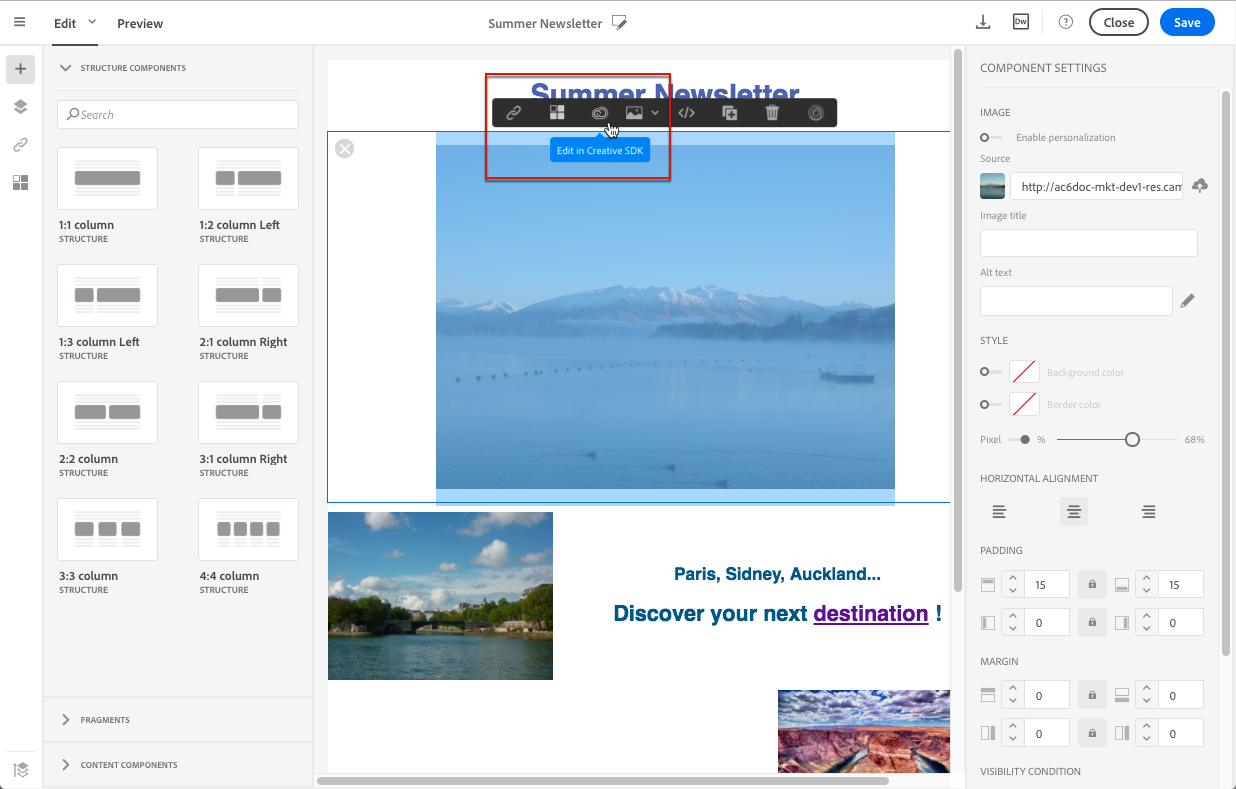 Edit
Preview
Summer Newsletter
Dw
?
Close
Save
STRUCTURE COMPONENTS
Search
1:1 column
STRUCTURE
1:2 column Left
STRUCTURE
1:3 column Left
STRUCTURE
2:1 column Right
STRUCTURE
2:2 column
STRUCTURE
3:1 column Right
STRUCTURE
3:3 column
STRUCTURE
4:4 column
STRUCTURE
FRAGMENTS
CONTENT COMPONENTS
Summer Newsletter
Edit in Creative SDK
Paris, Sidney, Auckland...
Discover your next destination !
COMPONENT SETTINGS
IMAGE
Enable personalization
Source
http://ac6doc-mkt-dev1-res.cam
Image title
Alt text
STYLE
Background color
Border color
Pixel % 68%
HORIZONTAL ALIGNMENT
PADDING
15 15
0 0
MARGIN
0 0
0 0
VISIBILITY CONDITION